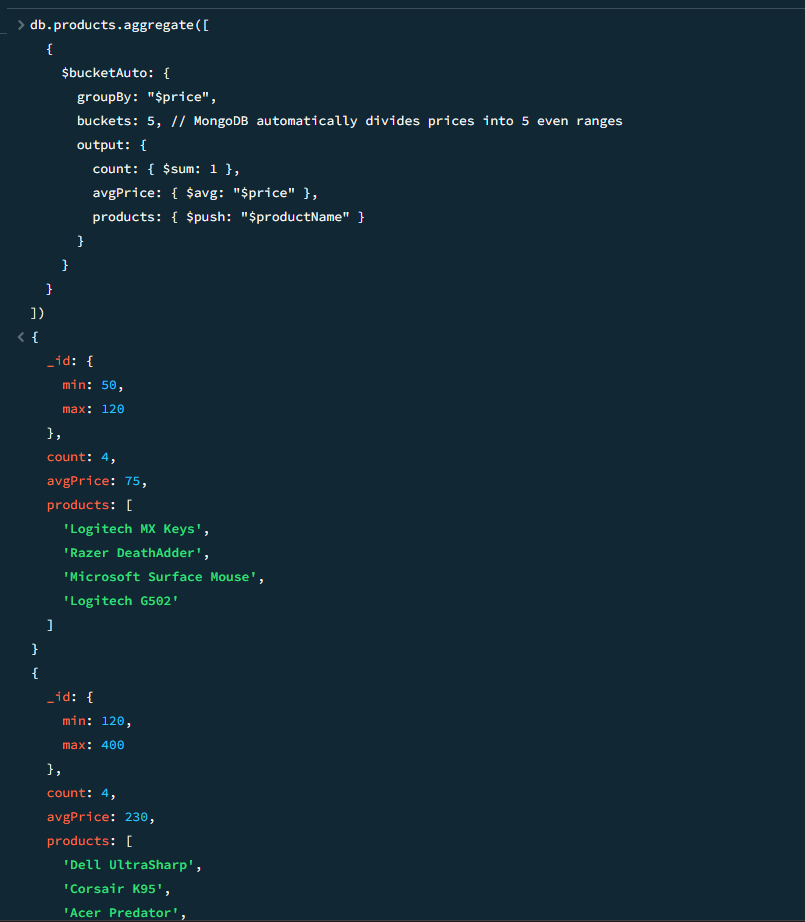 db.products.aggregate([
{
$bucketAuto: {
groupBy: "$price",
buckets: 5, // MongoDB automatically divides prices into 5 even ranges
output: {
count: { $sum: 1 },
avgPrice: { $avg: "$price" },
products: { $push: "$productName" }
}
}
}
])
{
_id: {
min: 50,
max: 120
},
count: 4,
avgPrice: 75,
products: [
'Logitech MX Keys',
'Razer DeathAdder',
'Microsoft Surface Mouse',
'Logitech G502'
]
}
{
_id: {
min: 120,
max: 400
},
count: 4,
avgPrice: 230,
products: [
'Dell UltraSharp',
'Corsair K95',
'Acer Predator',